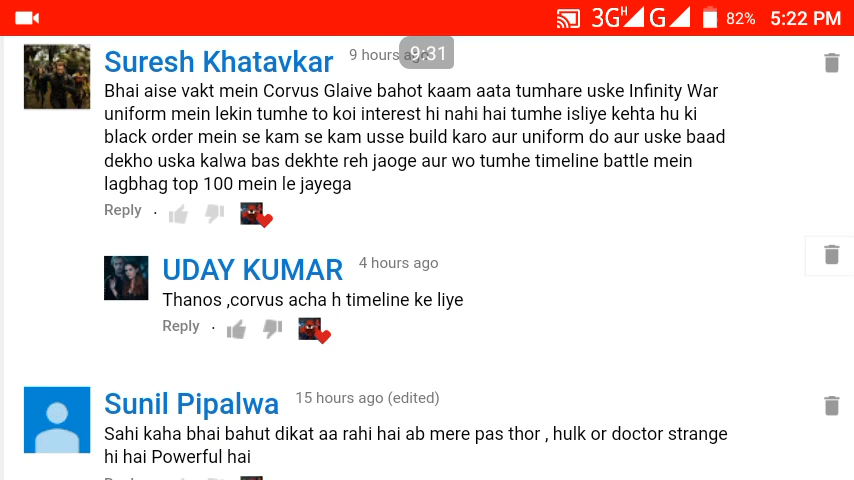 3G H G 82% 5:22 PM
Suresh Khatavkar 9 hours
9:31
Bhai aise vakt mein Corvus Glaive bahot kaam aata tumhare uske Infinity War
uniform mein lekin tumhe to koi interest hi nahi hai tumhe isliye kehta hu ki
black order mein se kam se kam usse build karo aur uniform do aur uske baad
dekho uska kalwa bas dekhte reh jaoge aur wo tumhe timeline battle mein
lagbhag top 100 mein le jayega
Reply ·
UDAY KUMAR 4 hours ago
Thanos ,corvus acha h timeline ke liye
Reply ·
Sunil Pipalwa 15 hours ago (edited)
Sahi kaha bhai bahut dikat aa rahi hai ab mere pas thor , hulk or doctor strange
hi hai Powerful hai